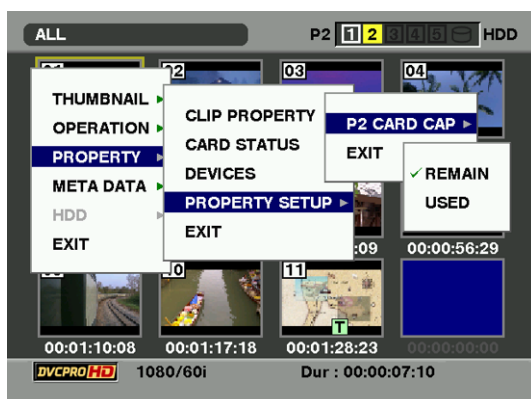 ALL P2 1 2 3 4 5 HDD
02 03 04
THUMBNAIL
OPERATION
PROPERTY
META DATA
HDD
EXIT
CLIP PROPERTY
CARD STATUS
DEVICES
PROPERTY SETUP
EXIT
P2 CARD CAP
EXIT
REMAIN
USED
:09 00:00:56:29
10 11
T
00:01:10:08 00:01:17:18 00:01:28:23 00:00:00:00
DVCPRO HD 1080/60i Dur : 00:00:07:10